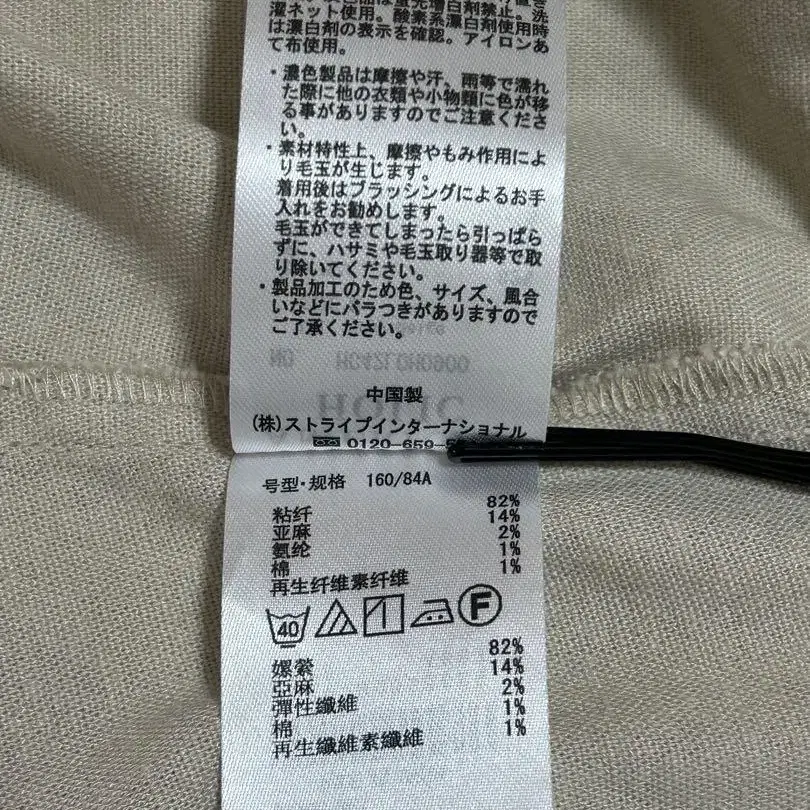 濯ネット使用。酸素系漂白剤使用時
は漂白剤の表示を確認。アイロンあ
て布使用。
・濃色製品は摩擦や汗、雨等で濡れ
た際に他の衣類や小物類に色が移
る事がありますのでご注意くださ
い。
・素材特性上、摩擦やもみ作用によ
り毛玉が生じます。
着用後はブラッシングによるお手
入れをお勧めします。
毛玉ができてしまったら引っぱら
ずに、ハサミや毛玉取り器等で取
り除いてください。
・製品加工のため色、サイズ、風合
いなどにバラつきがありますので
ご了承ください。
中国製
(株)ストライプインターナショナル
0120-659-5
号型·规格 160/84A
粘纤 82%
亚麻 14%
氨纶 2%
棉 1%
再生纤维素纤维 1%
40 F
嫘縈 82%
亞麻 14%
彈性纖維 2%
棉 1%
再生纖維素纖維 1%